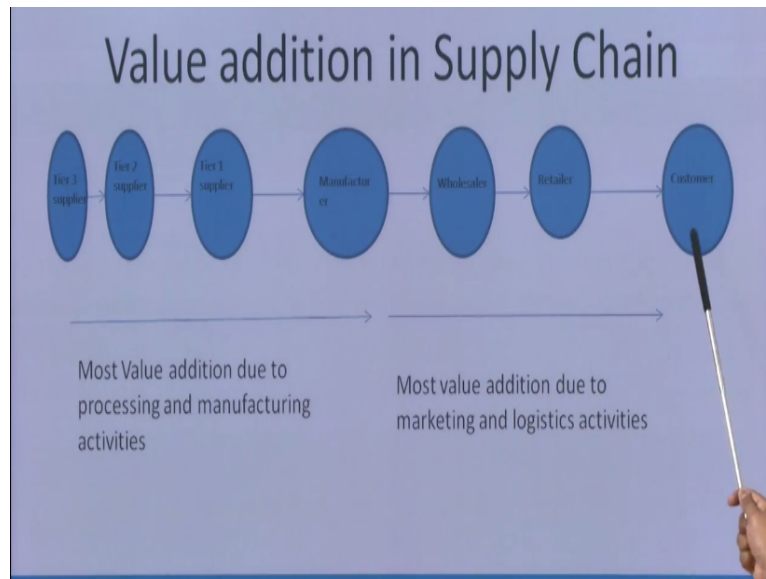 Value addition in Supply Chain
Tier 3
supplier
Tier 2
supplier
Tier 1
supplier
Manufactur
er
Wholesaler
Retailer
Customer
Most Value addition due to
processing and manufacturing
activities
Most value addition due to
marketing and logistics activities